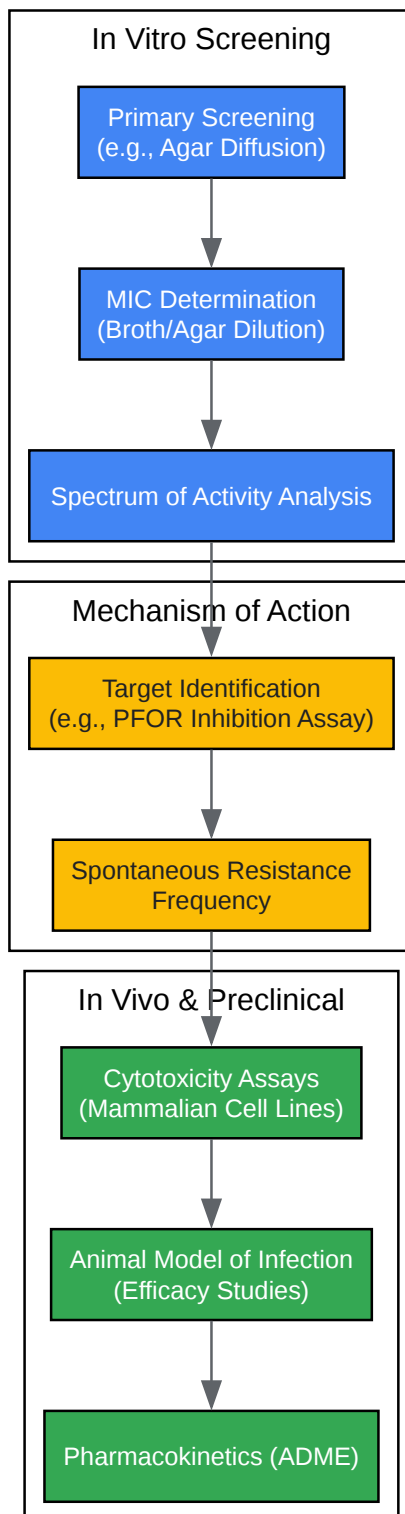 In Vitro Screening
Primary Screening
(e.g., Agar Diffusion)
MIC Determination
(Broth/Agar Dilution)
Spectrum of Activity Analysis
Mechanism of Action
Target Identification
(e.g., PFOR Inhibition Assay)
Spontaneous Resistance
Frequency
In Vivo & Preclinical
Cytotoxicity Assays
(Mammalian Cell Lines)
Animal Model of Infection
(Efficacy Studies)
Pharmacokinetics (ADME)